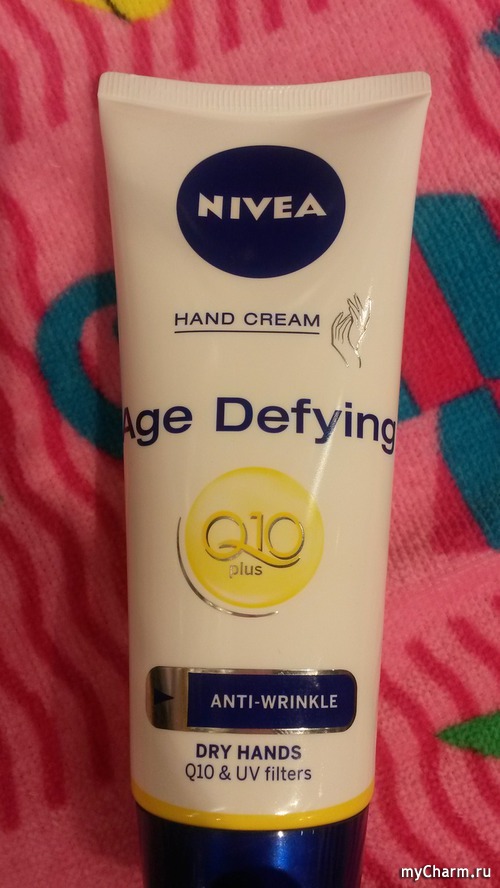 NIVEA
HAND CREAM
Age Defying
Q10
plus
ANTI-WRINKLE
DRY HANDS
Q10 & UV filters
myCharm.ru